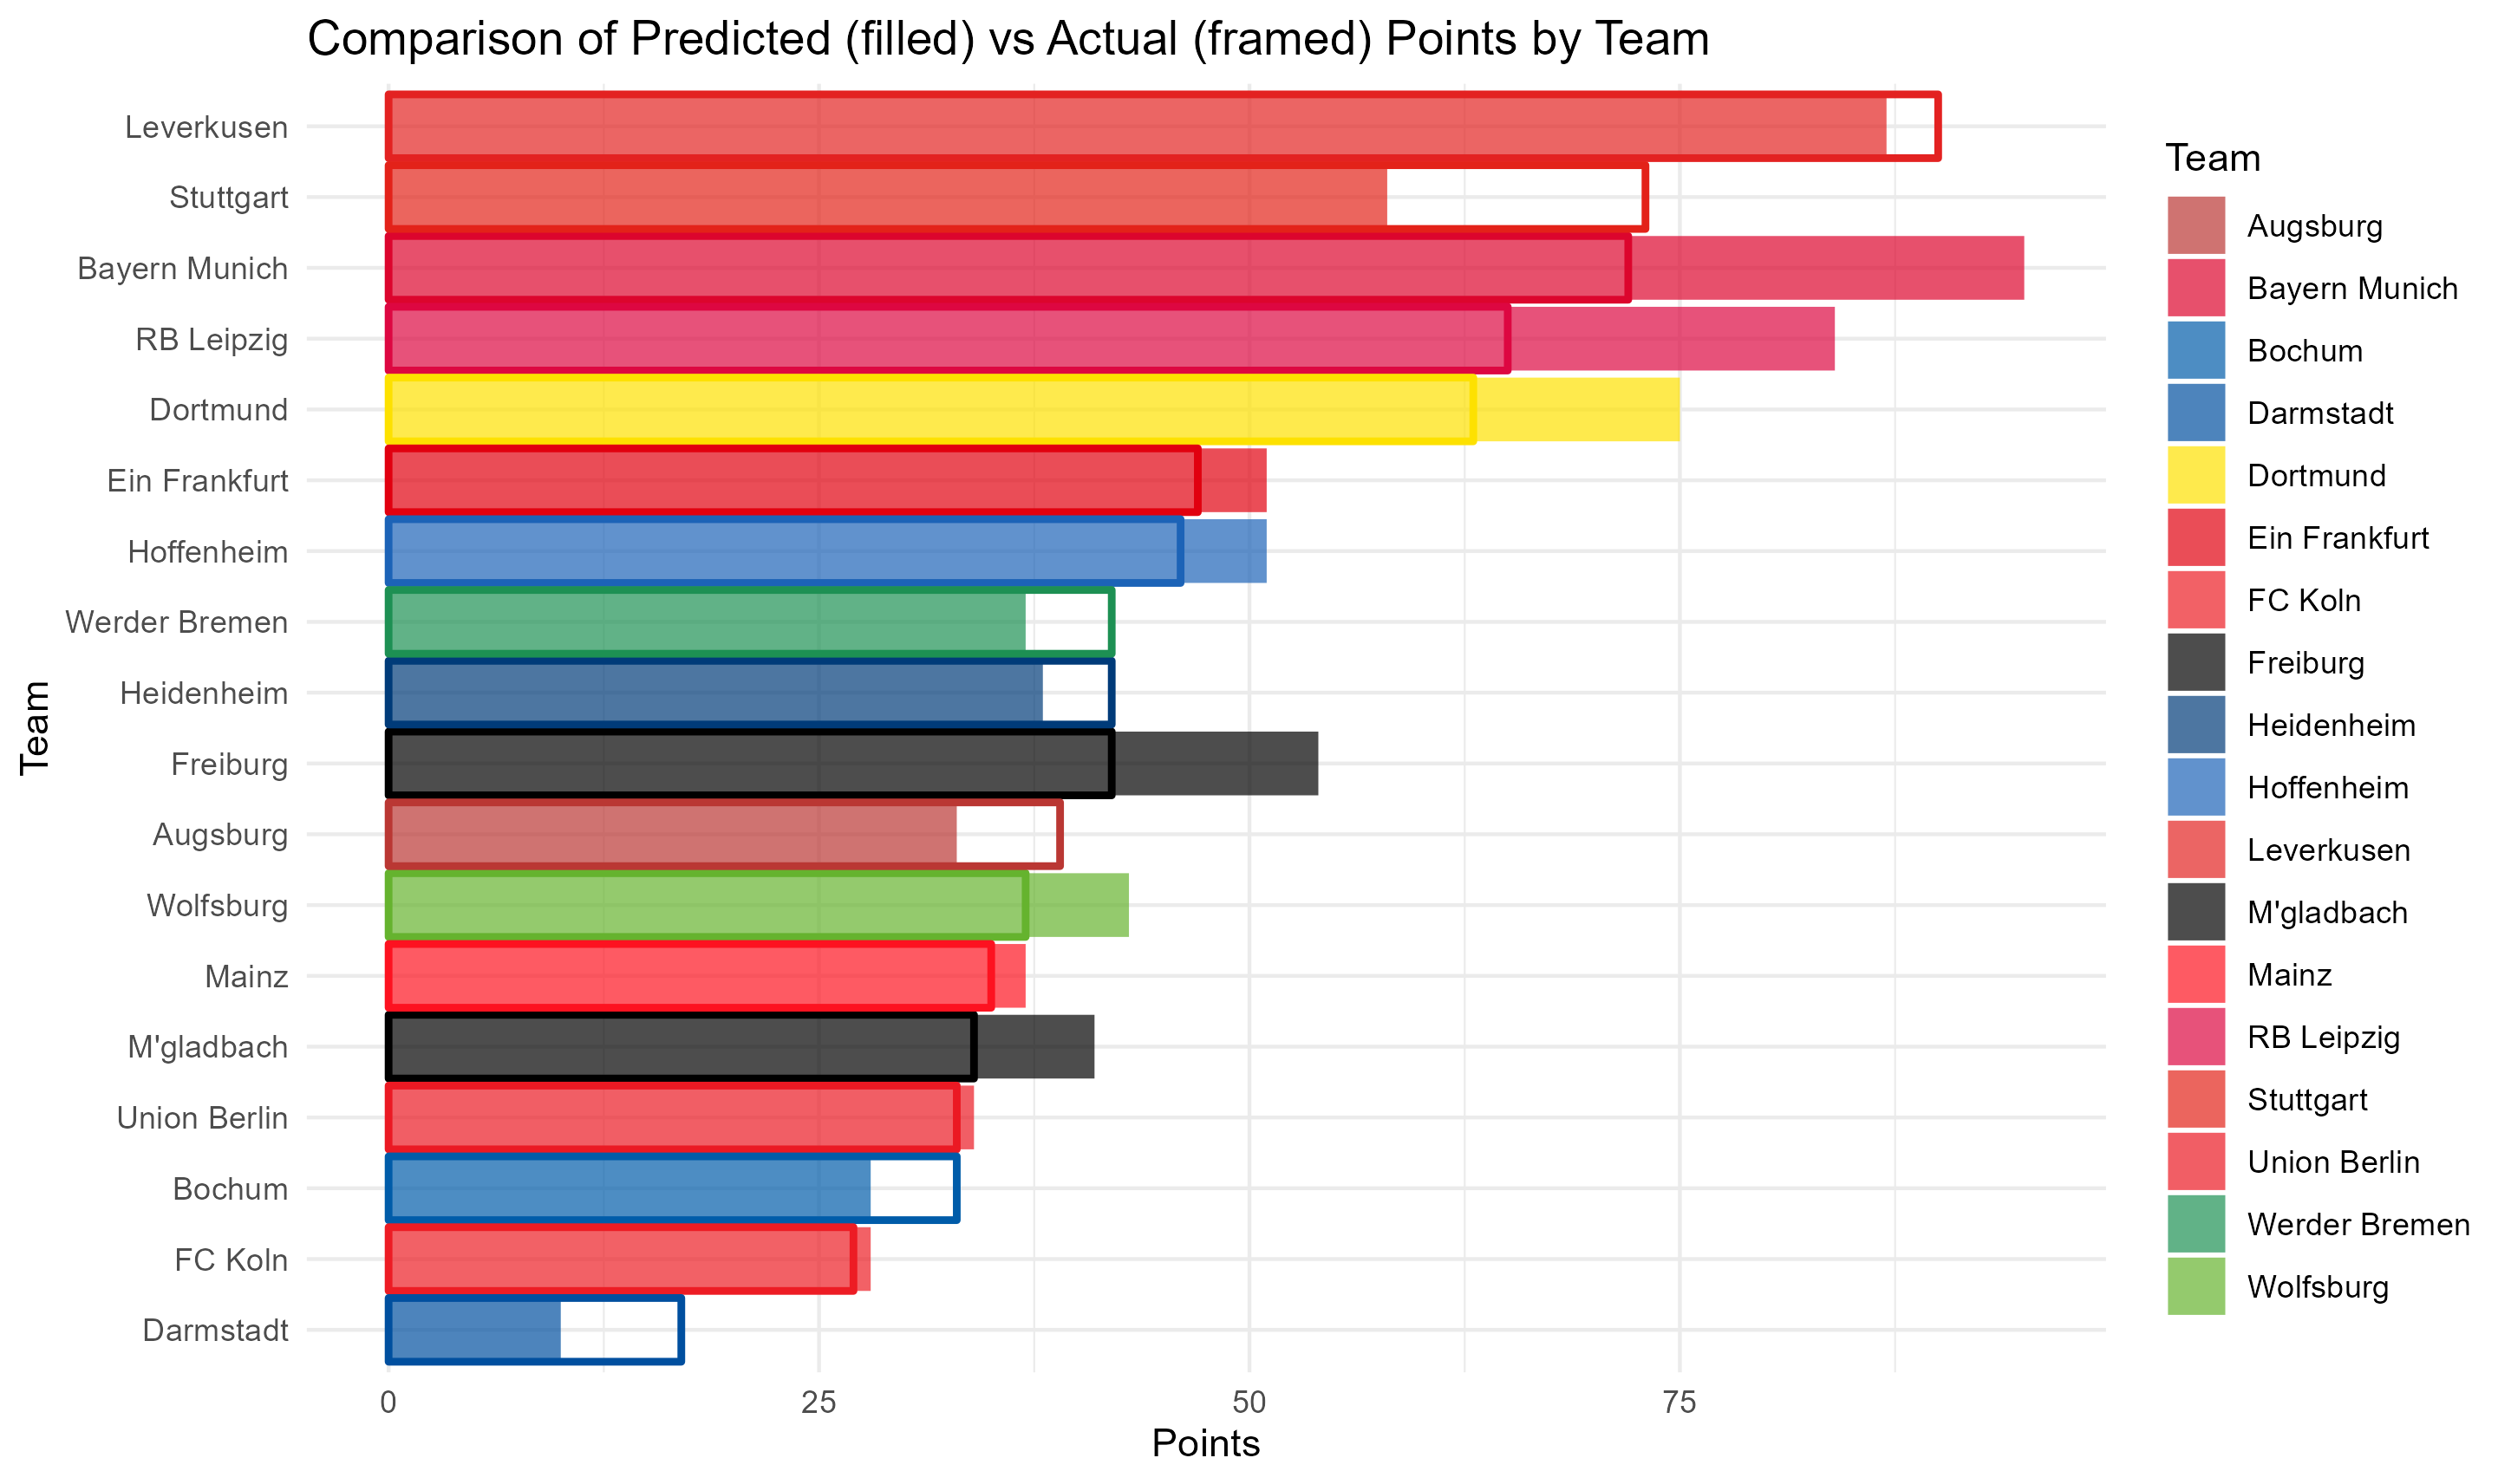 Comparison of Predicted (filled) vs Actual (framed) Points by Team
Leverkusen
Stuttgart
Bayern Munich
RB Leipzig
Dortmund
Ein Frankfurt
Hoffenheim
Werder Bremen
Heidenheim
Freiburg
Augsburg
Wolfsburg
Mainz
M'gladbach
Union Berlin
Bochum
FC Koln
Darmstadt
Team
0 25 50 75
Points
Team
Augsburg
Bayern Munich
Bochum
Darmstadt
Dortmund
Ein Frankfurt
FC Koln
Freiburg
Heidenheim
Hoffenheim
Leverkusen
M'gladbach
Mainz
RB Leipzig
Stuttgart
Union Berlin
Werder Bremen
Wolfsburg